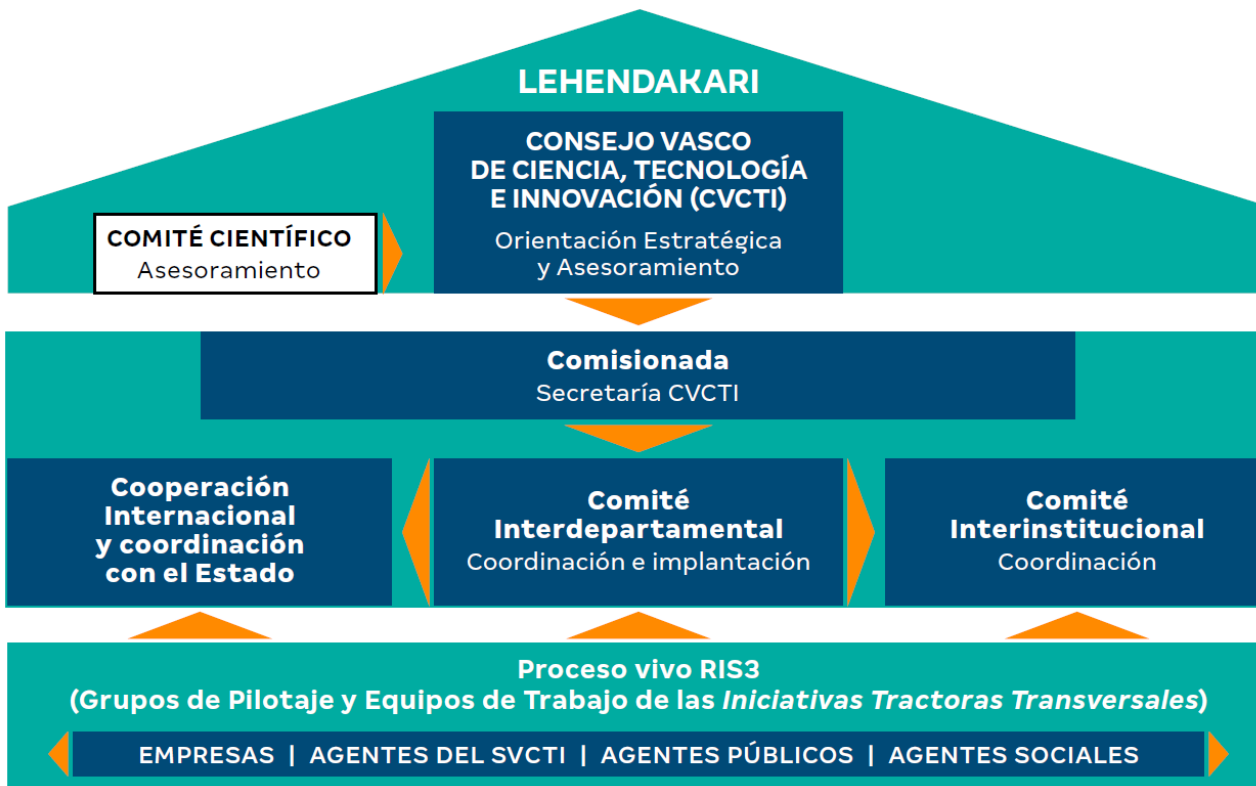 LEHENDAKARI
CONSEJO VASCO
DE CIENCIA, TECNOLOGÍA
E INNOVACIÓN (CVCTI)
Orientación Estratégica
y Asesoramiento
COMITÉ CIENTÍFICO
Asesoramiento
Comisionada
Secretaría CVCTI
Cooperación
Internacional
y coordinación
con el Estado
Comité
Interdepartamental
Coordinación e implantación
Comité
Interinstitucional
Coordinación
Proceso vivo RIS3
(Grupos de Pilotaje y Equipos de Trabajo de las Iniciativas Tractoras Transversales)
EMPRESAS | AGENTES DEL SVCTI | AGENTES PÚBLICOS | AGENTES SOCIALES